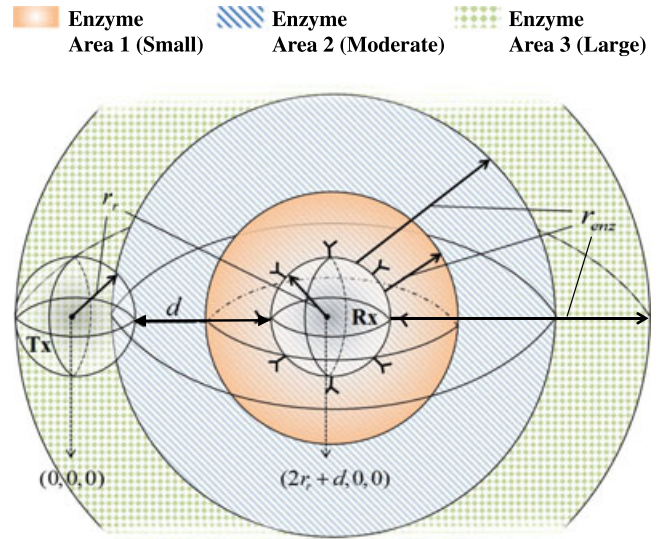 Enzyme
Area 1 (Small)
Enzyme
Area 2 (Moderate)
Enzyme
Area 3 (Large)
r_r
r_enz
d
Tx
Rx
(0,0,0)
(2r_r + d,0,0)